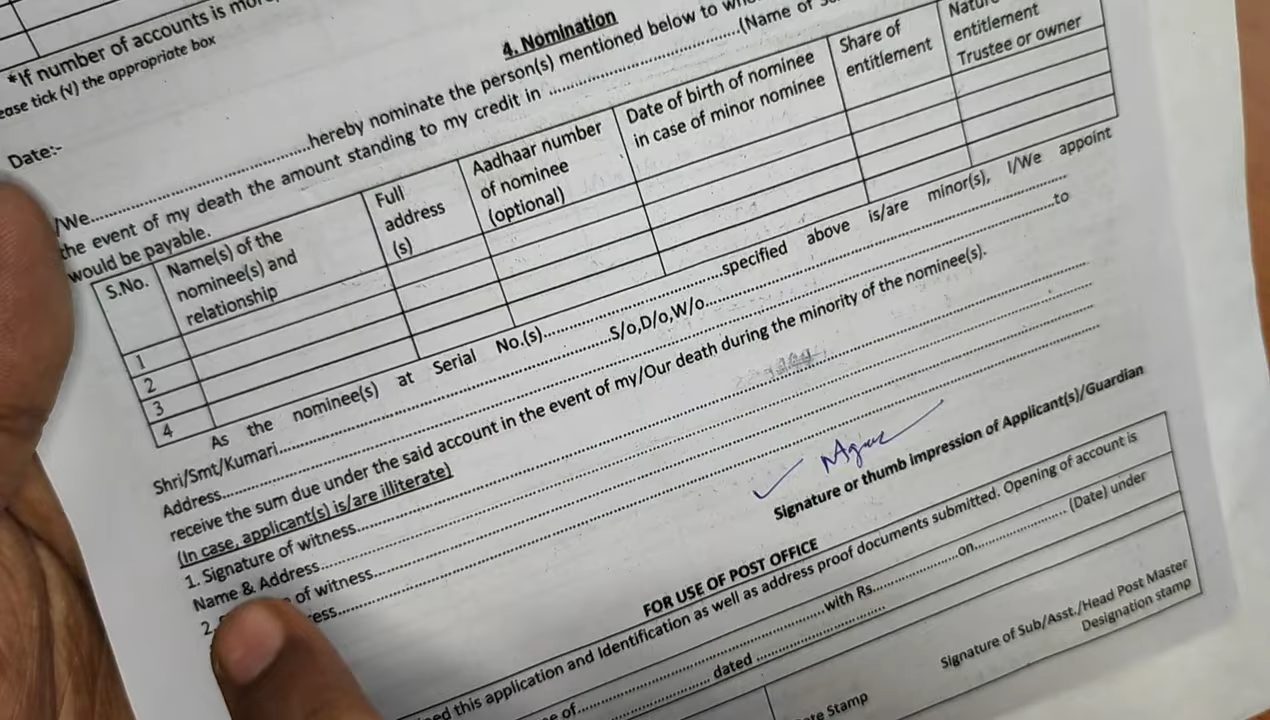 *If number of accounts is more,
ease tick (√) the appropriate box
Date:-
4. Nomination
/We..............................hereby nominate the person(s) mentioned below to
the event of my death the amount standing to my credit in ..............................(Name of
would be payable.
S.No. Name(s) of the nominee(s) and relationship Full address (s) Aadhaar number of nominee (optional) Date of birth of nominee in case of minor nominee Share of entitlement Nature entitlement Trustee or owner
1
2
3
4
As the nominee(s) at Serial No.(s)..............................specified above is/are minor(s), I/We appoint
Shri/Smt/Kumari..............................S/o,D/o,W/o..............................
Address..............................to
receive the sum due under the said account in the event of my/Our death during the minority of the nominee(s).
(In case, applicant(s) is/are illiterate)
1. Signature of witness..............................
Name & Address..............................
2. of witness..............................
ress..............................
Signature or thumb impression of Applicant(s)/Guardian
FOR USE OF POST OFFICE
ed this application and Identification as well as address proof documents submitted. Opening of account is
e of..............................with Rs....................on....................(Date) under
.............................. dated ..............................
Signature of Sub/Asst./Head Post Master
Designation stamp
te Stamp